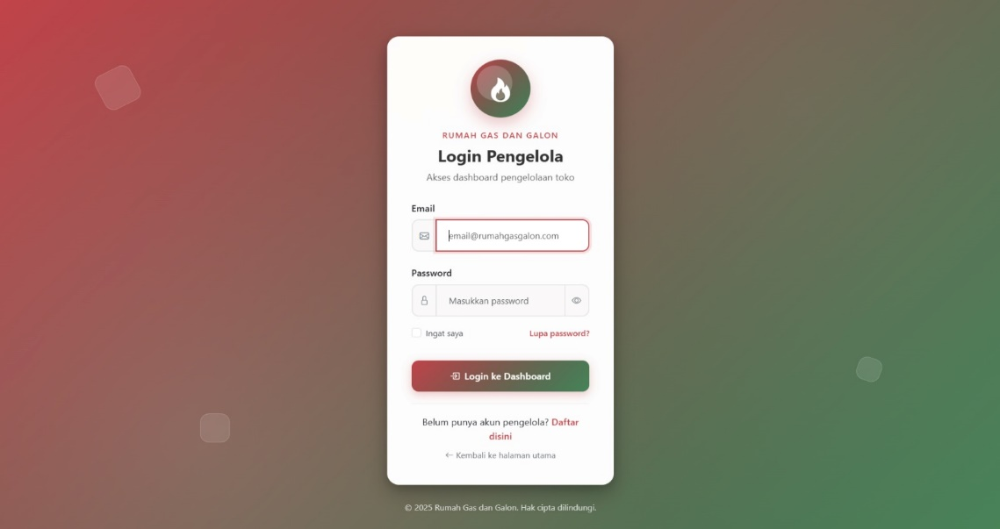 RUMAH GAS DAN GALON
Login Pengelola
Akses dashboard pengelolaan toko
Email
email@rumahgasgalon.com
Password
Masukkan password
Ingat saya
Lupa password?
Login ke Dashboard
Belum punya akun pengelola? Daftar
disini
← Kembali ke halaman utama
© 2025 Rumah Gas dan Galon. Hak cipta dilindungi.